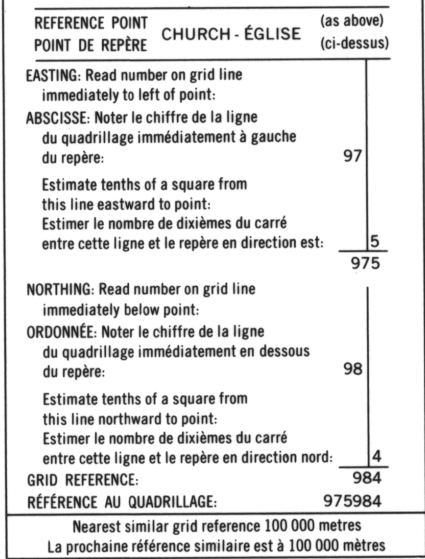 REFERENCE POINT CHURCH - ÉGLISE (as above)
POINT DE REPÈRE (ci-dessus)
EASTING: Read number on grid line
immediately to left of point:
ABSCISSE: Noter le chiffre de la ligne
du quadrillage immédiatement à gauche
du repère: 97
Estimate tenths of a square from
this line eastward to point:
Estimer le nombre de dixièmes du carré
entre cette ligne et le repère en direction est: 5
975
NORTHING: Read number on grid line
immediately below point:
ORDONNÉE: Noter le chiffre de la ligne
du quadrillage immédiatement en dessous
du repère: 98
Estimate tenths of a square from
this line northward to point:
Estimer le nombre de dixièmes du carré
entre cette ligne et le repère en direction nord: 4
GRID REFERENCE: 984
RÉFÉRENCE AU QUADRILLAGE: 975984
Nearest similar grid reference 100 000 metres
La prochaine référence similaire est à 100 000 mètres